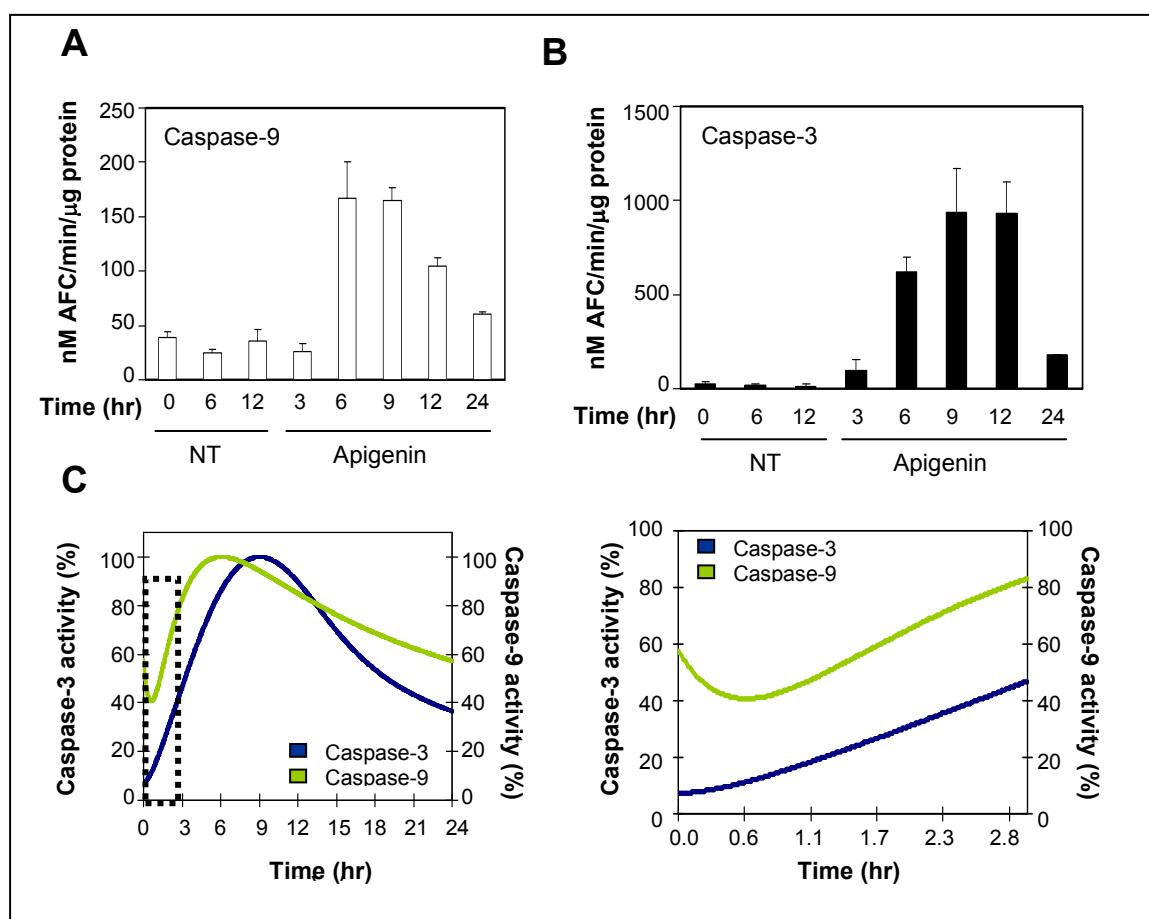 A
nM AFC/min/µg protein
250
200
150
100
50
0
Caspase-9
Time (hr) 0 6 12 3 6 9 12 24
NT Apigenin
B
nM AFC/min/µg protein
1500
1000
500
0
Caspase-3
Time (hr) 0 6 12 3 6 9 12 24
NT Apigenin
C
Caspase-3 activity (%)
100
80
60
40
20
0
Caspase-3
Caspase-9
100
80
60
40
20
0
Caspase-9 activity (%)
0 3 6 9 12 15 18 21 24
Time (hr)
Caspase-3 activity (%)
100
80
60
40
20
0
Caspase-3
Caspase-9
100
80
60
40
20
0
Caspase-9 activity (%)
0.0 0.6 1.1 1.7 2.3 2.8
Time (hr)